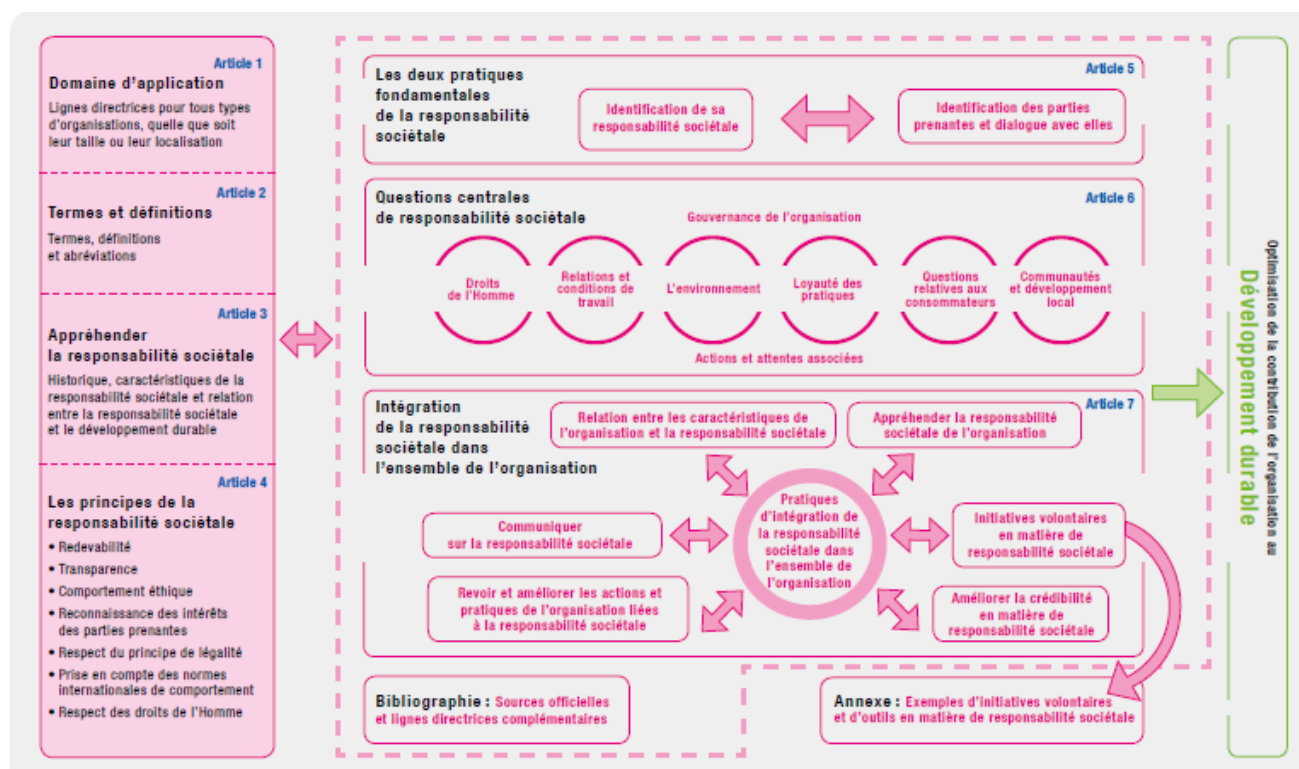 Article 1
Domaine d'application
Lignes directrices pour tous types
d'organisations, quelle que soit
leur taille ou leur localisation
Article 2
Termes et définitions
Termes, définitions
et abréviations
Article 3
Appréhender
la responsabilité sociétale
Historique, caractéristiques de la
responsabilité sociétale et relation
entre la responsabilité sociétale
et le développement durable
Article 4
Les principes de la
responsabilité sociétale
• Redevabilité
• Transparence
• Comportement éthique
• Reconnaissance des intérêts
des parties prenantes
• Respect du principe de légalité
• Prise en compte des normes
internationales de comportement
• Respect des droits de l'Homme
Article 5
Les deux pratiques
fondamentales
de la responsabilité
sociétale
Identification de sa
responsabilité sociétale
Identification des parties
prenantes et dialogue avec elles
Article 6
Questions centrales
de responsabilité sociétale
Gouvernance de l'organisation
Droits
de l'Homme
Relations et
conditions de
travail
L'environnement
Loyauté des
pratiques
Questions
relatives aux
consommateurs
Communautés
et développement
local
Actions et attentes associées
Article 7
Intégration
de la responsabilité
sociétale dans
l'ensemble de l'organisation
Relation entre les caractéristiques de
l'organisation et la responsabilité sociétale
Appréhender la responsabilité
sociétale de l'organisation
Pratiques
d'intégration de
la responsabilité
sociétale dans
l'ensemble de
l'organisation
Communiquer
sur la responsabilité sociétale
Initiatives volontaires
en matière de
responsabilité sociétale
Revoir et améliorer les actions et
pratiques de l'organisation liées
à la responsabilité sociétale
Améliorer la crédibilité
en matière de
responsabilité sociétale
Bibliographie : Sources officielles
et lignes directrices complémentaires
Annexe : Exemples d'initiatives volontaires
et d'outils en matière de responsabilité sociétale
Optimisation de la contribution de l'organisation au
Développement durable